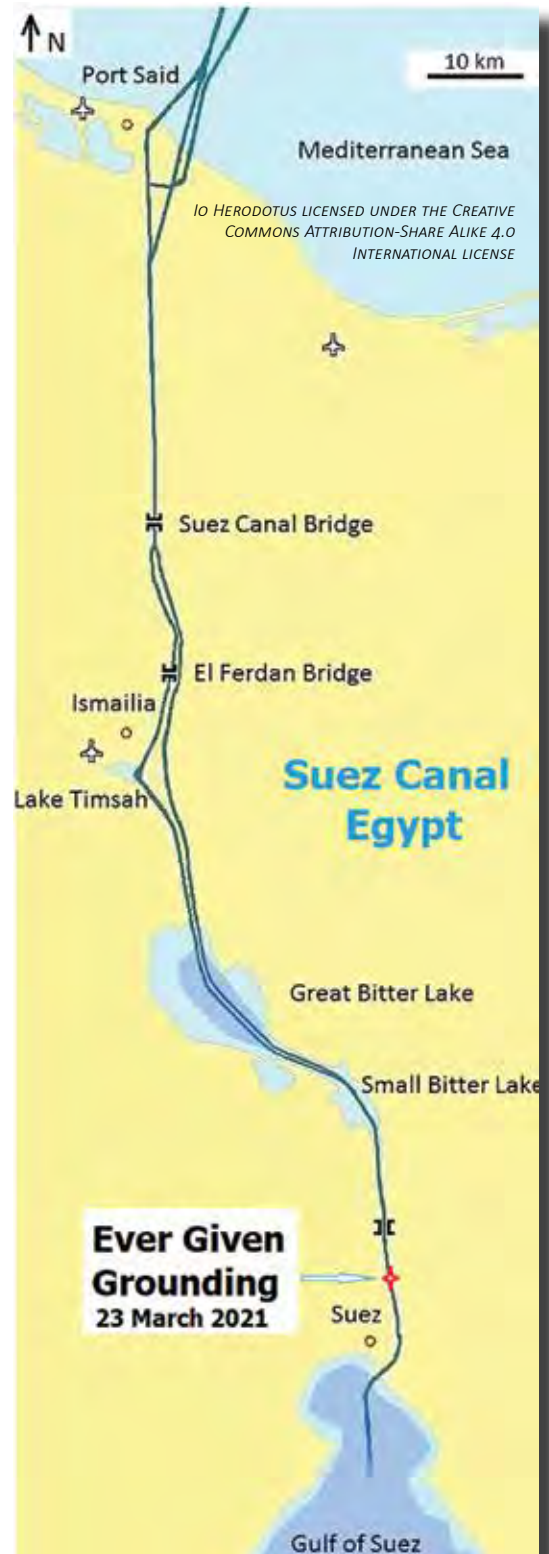 N
10 km
Port Said
Mediterranean Sea
Io Herodotus licensed under the Creative
Commons Attribution-Share Alike 4.0
International license
Suez Canal Bridge
El Ferdan Bridge
Ismailia
Lake Timsah
Suez Canal
Egypt
Great Bitter Lake
Small Bitter Lake
Ever Given
Grounding
23 March 2021
Suez
Gulf of Suez